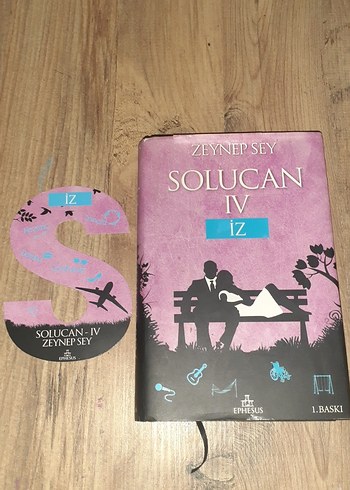 İZ
SOLUCAN - IV
ZEYNEP SEY
ZEYNEP SEY
SOLUCAN
IV
İZ
EPHESUS
1. BASKI
EPHESUS